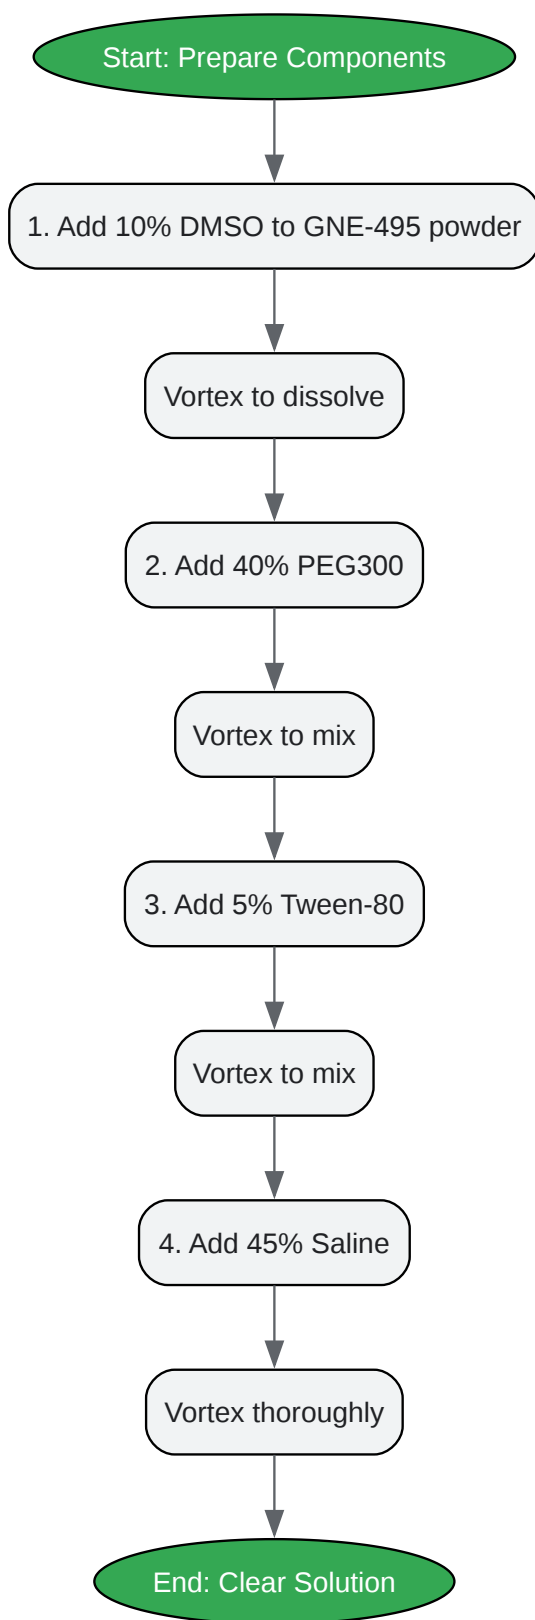 Start: Prepare Components
1. Add 10% DMSO to GNE-495 powder
Vortex to dissolve
2. Add 40% PEG300
Vortex to mix
3. Add 5% Tween-80
Vortex to mix
4. Add 45% Saline
Vortex thoroughly
End: Clear Solution